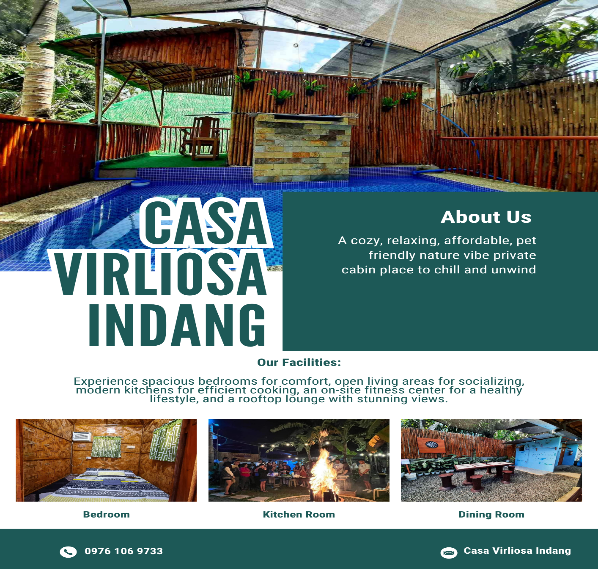 CASA
VIRLIOSA
INDANG
About Us
A cozy, relaxing, affordable, pet
friendly nature vibe private
cabin place to chill and unwind
Our Facilities:
Experience spacious bedrooms for comfort, open living areas for socializing,
modern kitchens for efficient cooking, an on-site fitness center for a healthy
lifestyle, and a rooftop lounge with stunning views.
Bedroom
Kitchen Room
Dining Room
0976 106 9733
Casa Virliosa Indang